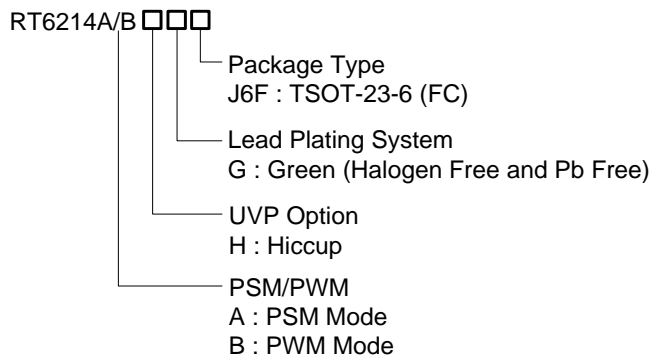 RT6214A/B
Package Type
J6F : TSOT-23-6 (FC)
Lead Plating System
G : Green (Halogen Free and Pb Free)
UVP Option
H : Hiccup
PSM/PWM
A : PSM Mode
B : PWM Mode